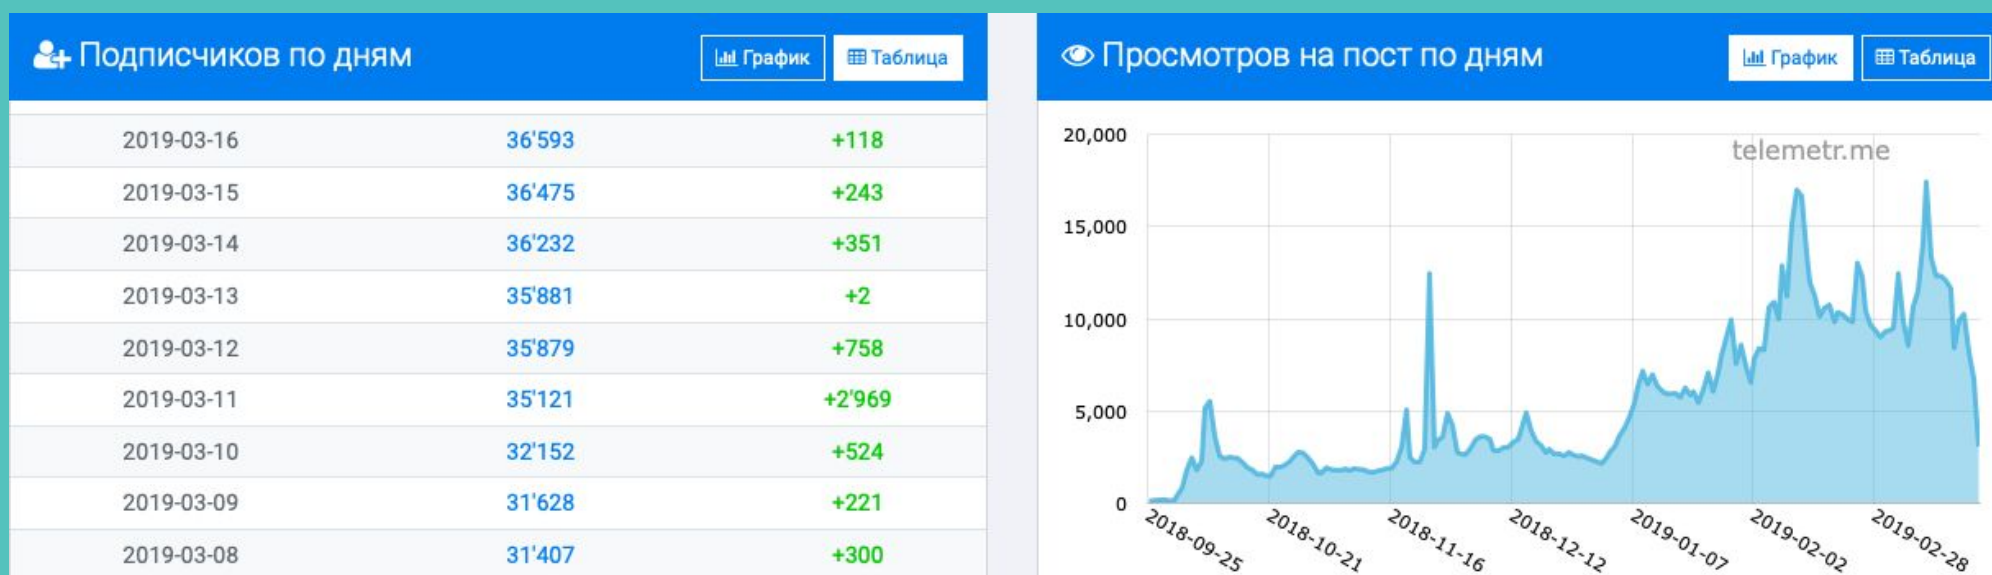 Подписчиков по дням
График
Таблица
2019-03-16 36'593 +118
2019-03-15 36'475 +243
2019-03-14 36'232 +351
2019-03-13 35'881 +2
2019-03-12 35'879 +758
2019-03-11 35'121 +2'969
2019-03-10 32'152 +524
2019-03-09 31'628 +221
2019-03-08 31'407 +300
Просмотров на пост по дням
График
Таблица
telemetr.me
20,000
15,000
10,000
5,000
0
2018-09-25
2018-10-21
2018-11-16
2018-12-12
2019-01-07
2019-02-02
2019-02-28